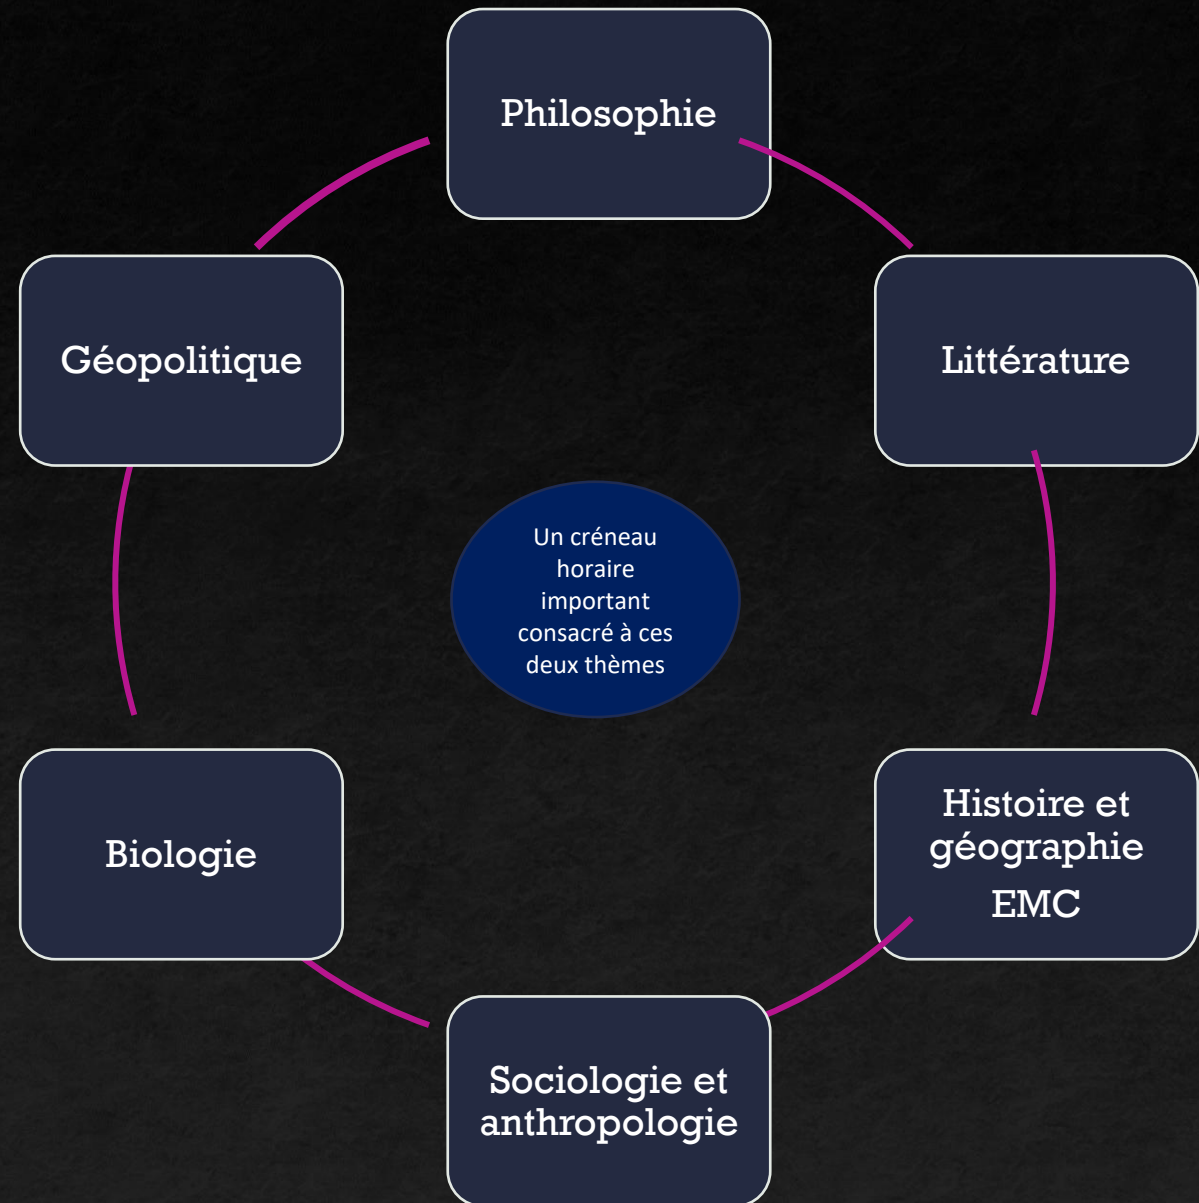 Philosophie
Géopolitique
Littérature
Un créneau
horaire
important
consacré à ces
deux thèmes
Biologie
Histoire et
géographie
EMC
Sociologie et
anthropologie